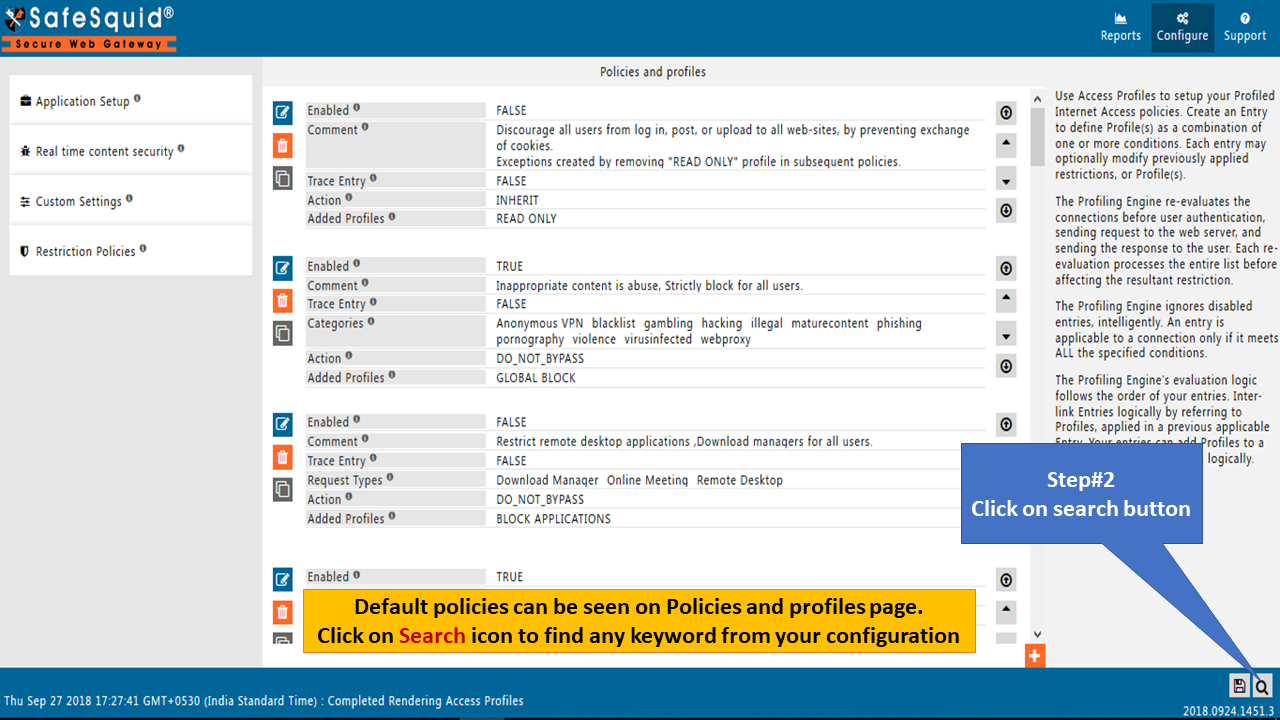 SafeSquid®
Secure Web Gateway
Reports
Configure
Support
Application Setup
Real time content security
Custom Settings
Restriction Policies
Policies and profiles
Enabled FALSE
Comment Discourage all users from log in, post, or upload to all web-sites, by preventing exchange
of cookies.
Exceptions created by removing "READ ONLY" profile in subsequent policies.
Trace Entry FALSE
Action INHERIT
Added Profiles READ ONLY
Enabled TRUE
Comment Inappropriate content is abuse, Strictly block for all users.
Trace Entry FALSE
Categories Anonymous VPN blacklist gambling hacking illegal maturecontent phishing
pornography violence virusinfected webproxy
Action DO_NOT_BYPASS
Added Profiles GLOBAL BLOCK
Enabled FALSE
Comment Restrict remote desktop applications ,Download managers for all users.
Trace Entry FALSE
Request Types Download Manager Online Meeting Remote Desktop
Action DO_NOT_BYPASS
Added Profiles BLOCK APPLICATIONS
Enabled TRUE
Default policies can be seen on Policies and profiles page.
Click on Search icon to find any keyword from your configuration
Use Access Profiles to setup your Profiled
Internet Access policies. Create an Entry
to define Profile(s) as a combination of
one or more conditions. Each entry may
optionally modify previously applied
restrictions, or Profile(s).
The Profiling Engine re-evaluates the
connections before user authentication,
sending request to the web server, and
sending the response to the user. Each re-
evaluation processes the entire list before
affecting the resultant restriction.
The Profiling Engine ignores disabled
entries, intelligently. An entry is
applicable to a connection only if it meets
ALL the specified conditions.
The Profiling Engine's evaluation logic
follows the order of your entries. Inter-
link Entries logically by referring to
Profiles, applied in a previous applicable
Entry. Your entries can add Profiles to a
logically.
Step#2
Click on search button
Thu Sep 27 2018 17:27:41 GMT+0530 (India Standard Time) : Completed Rendering Access Profiles
2018.0924.1451.3